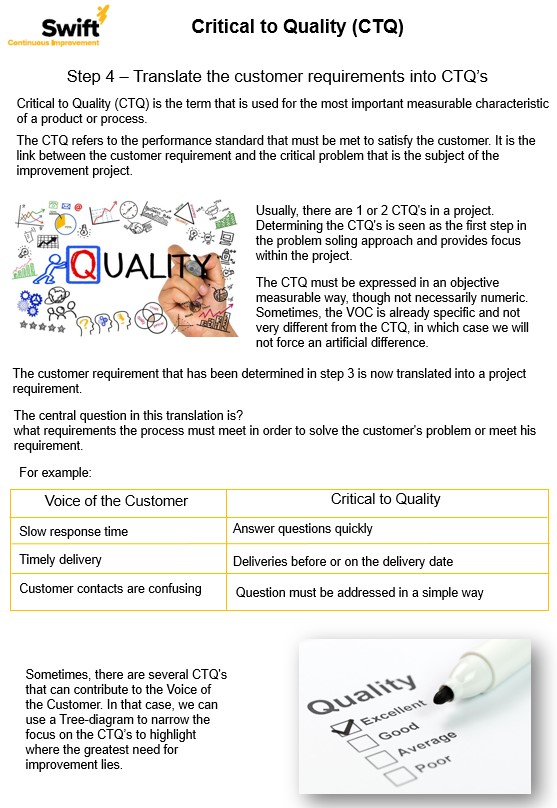 Swift
Continuous Improvement
Critical to Quality (CTQ)
Step 4 – Translate the customer requirements into CTQ's
Critical to Quality (CTQ) is the term that is used for the most important measurable characteristic
of a product or process.
The CTQ refers to the performance standard that must be met to satisfy the customer. It is the
link between the customer requirement and the critical problem that is the subject of the
improvement project.
QUALITY
Usually, there are 1 or 2 CTQ's in a project.
Determining the CTQ's is seen as the first step in
the problem soling approach and provides focus
within the project.
The CTQ must be expressed in an objective
measurable way, though not necessarily numeric.
Sometimes, the VOC is already specific and not
very different from the CTQ, in which case we will
not force an artificial difference.
The customer requirement that has been determined in step 3 is now translated into a project
requirement.
The central question in this translation is?
what requirements the process must meet in order to solve the customer's problem or meet his
requirement.
For example:
Voice of the Customer
Critical to Quality
Slow response time
Answer questions quickly
Timely delivery
Deliveries before or on the delivery date
Customer contacts are confusing
Question must be addressed in a simple way
Sometimes, there are several CTQ's
that can contribute to the Voice of
the Customer. In that case, we can
use a Tree-diagram to narrow the
focus on the CTQ's to highlight
where the greatest need for
improvement lies.
Quality
Excellent
Good
Average
Poor